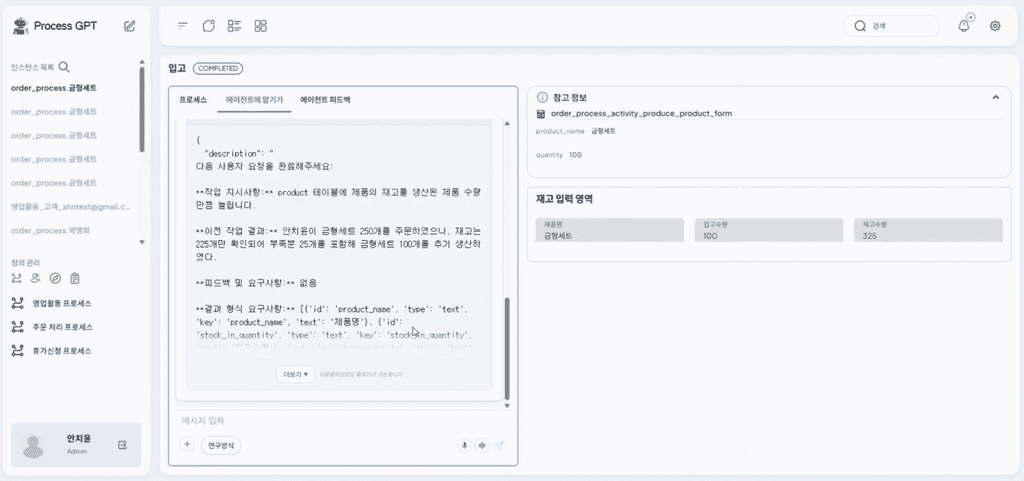 Process GPT
인스턴스 목록
order_process.금형세트
order_process.금형세트
order_process.금형세트
order_process.금형세트
order_process.금형세트
영업활동_고객_ahntest@gmail.c...
order_process.박영희
정의 관리
영업활동 프로세스
주문 처리 프로세스
휴가신청 프로세스
안치윤
Admin
검색
입고 COMPLETED
프로세스 에이전트에 맡기기 에이전트 피드백
{
"description": "
다음 사용자 요청을 완료해주세요:
**작업 지시사항:** product 테이블에 제품의 재고를 생산된 제품 수량
만큼 늘립니다.
**이전 작업 결과:** 안치윤이 금형세트 250개를 주문하였으나, 재고는
225개만 확인되어 부족분 25개를 포함해 금형세트 100개를 추가 생산하
였다.
**피드백 및 요구사항:** 없음
**결과 형식 요구사항:** [{'id': 'product_name', 'type': 'text',
'key': 'product_name', 'text': '제품명'}, {'id':
'stock_in_quantity', 'type': 'text', 'key': 'stock_in_quantity',
더보기 ▼
메시지 입력
연구방식
참고 정보
order_process_activity_produce_product_form
product_name 금형세트
quantity 100
재고 입력 영역
제품명
금형세트
입고수량
100
재고수량
325